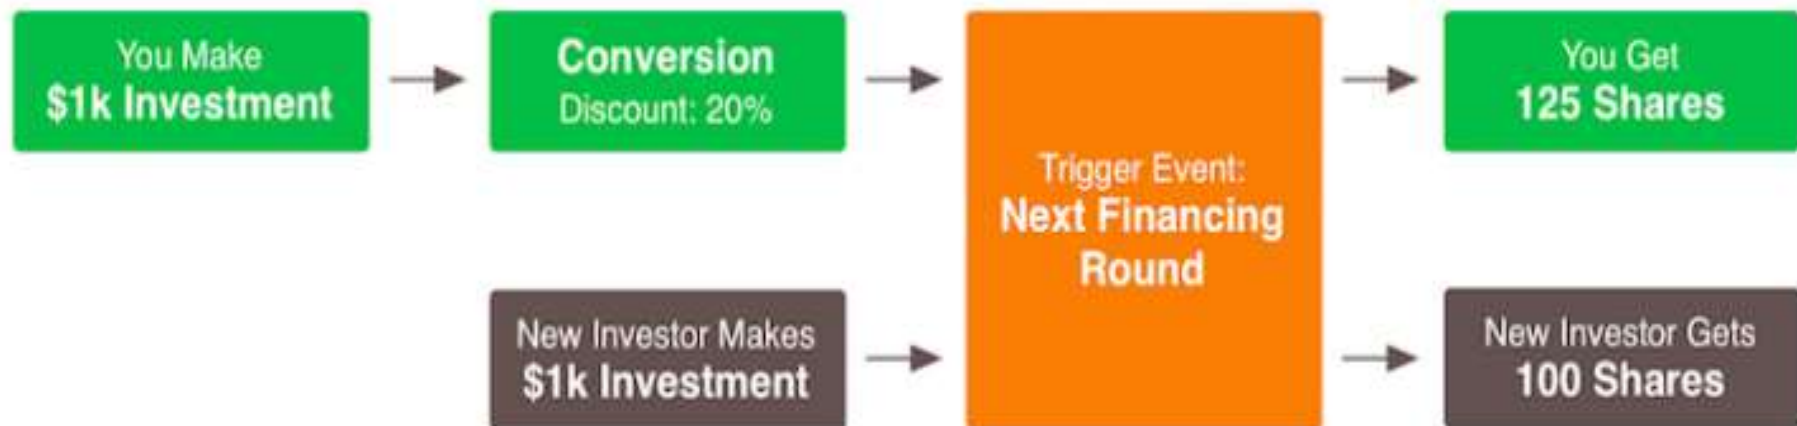 You Make
$1k Investment
Conversion
Discount: 20%
Trigger Event:
Next Financing
Round
You Get
125 Shares
New Investor Makes
$1k Investment
New Investor Gets
100 Shares